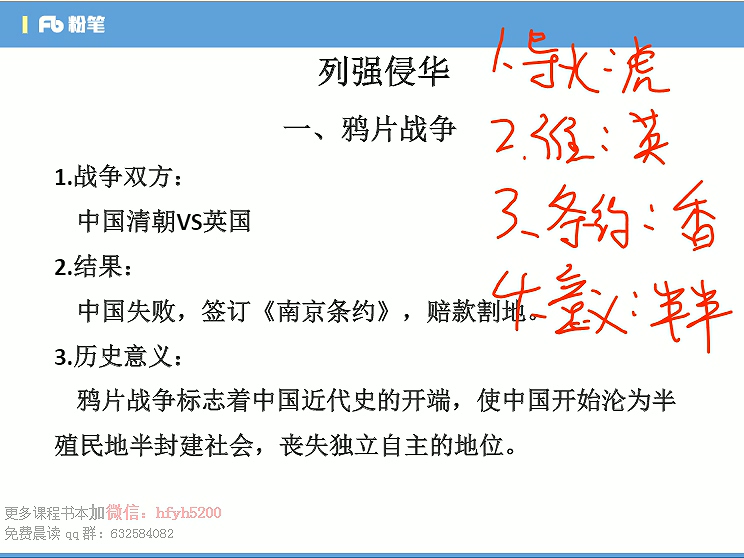 Fb 粉笔
列强侵华
一、鸦片战争
1.战争双方：
中国清朝VS英国
2.结果：
中国失败，签订《南京条约》，赔款割地。
3.历史意义：
鸦片战争标志着中国近代史的开端，使中国开始沦为半
殖民地半封建社会，丧失独立自主的地位。
1.导火：虎
2.谁：英
3、条约：香
4、意义：半半
更多课程书本加微信：hfyh5200
免费晨读 qq 群：632584082